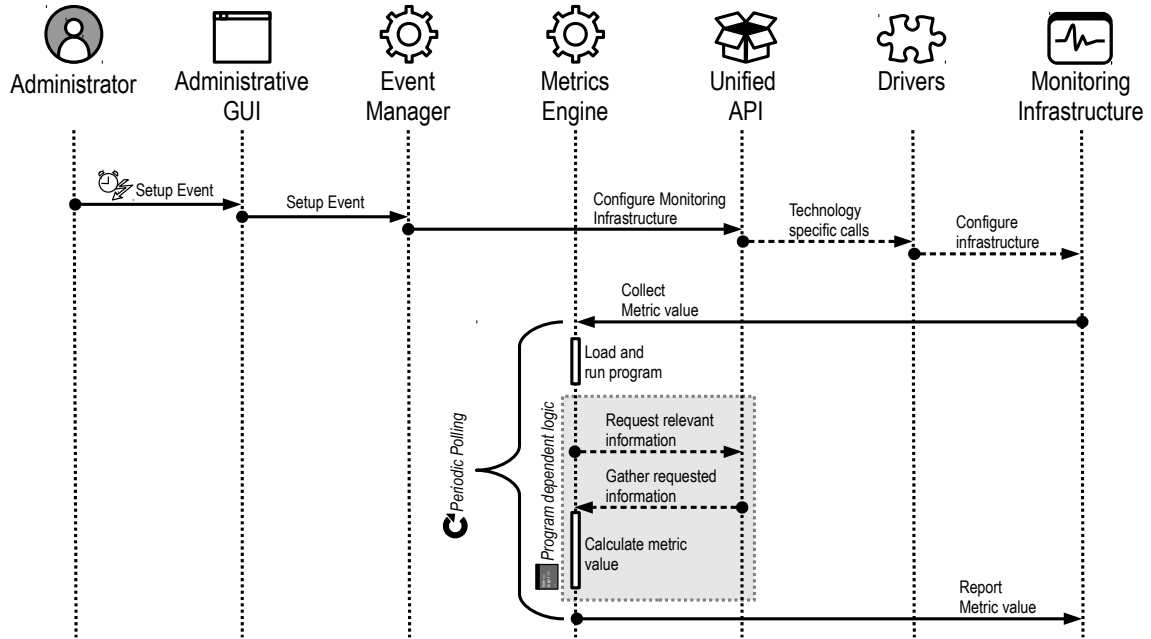 Administrator
Administrative
GUI
Event
Manager
Metrics
Engine
Unified
API
Drivers
Monitoring
Infrastructure
Setup Event
Setup Event
Configure Monitoring
Infrastructure
Technology
specific calls
Configure
infrastructure
Collect
Metric value
Load and
run program
Periodic Polling
Program dependent logic
Request relevant
information
Gather requested
information
Calculate metric
value
Report
Metric value